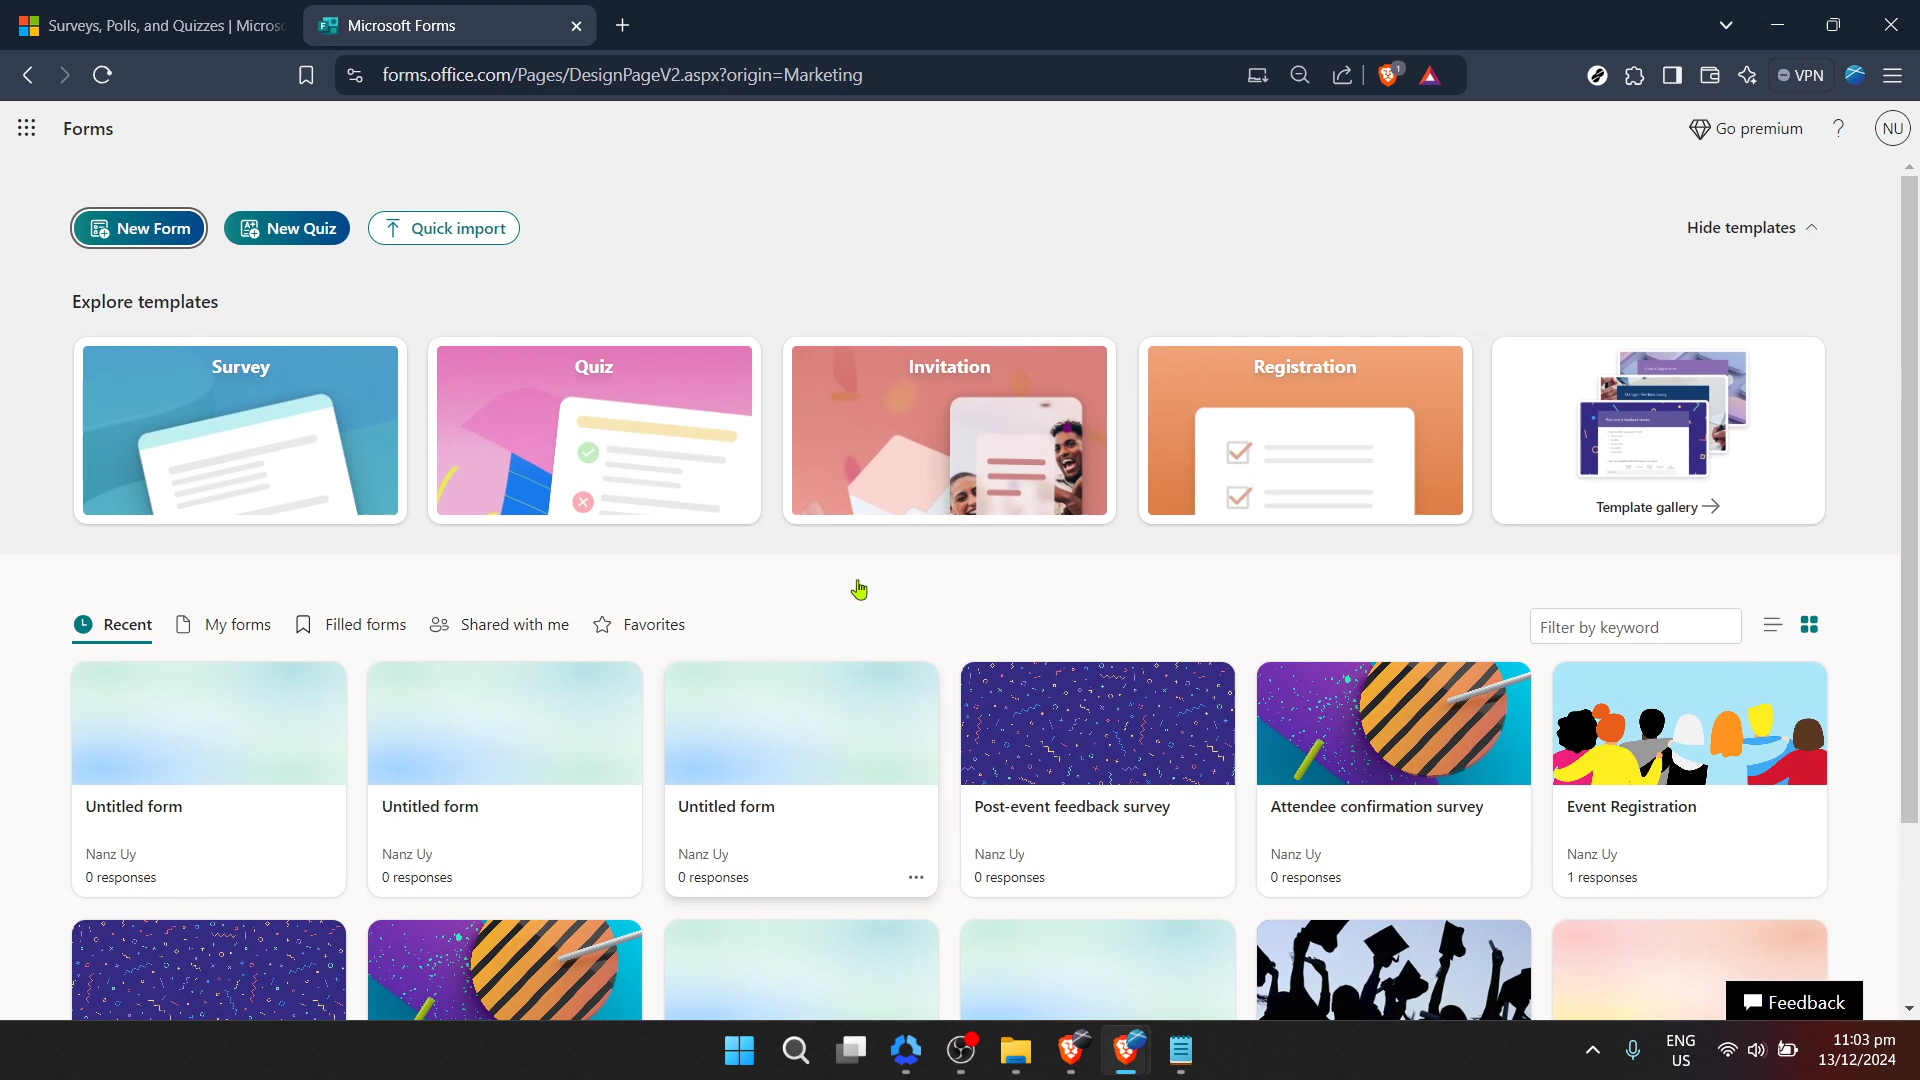 Surveys, Polls, and Quizzes | Micros
Microsoft Forms
forms.office.com/Pages/DesignPageV2.aspx?origin=Marketing
1
VPN
Forms
Go premium
?
NU
New Form
New Quiz
Quick import
Hide templates
Explore templates
Survey
Quiz
Invitation
Registration
Template gallery
Recent
My forms
Filled forms
Shared with me
Favorites
Filter by keyword
Untitled form
Nanz Uy
0 responses
Untitled form
Nanz Uy
0 responses
Untitled form
Nanz Uy
0 responses
Post-event feedback survey
Nanz Uy
0 responses
Attendee confirmation survey
Nanz Uy
0 responses
Event Registration
Nanz Uy
1 responses
Feedback
ENG
US
11:03 pm
13/12/2024